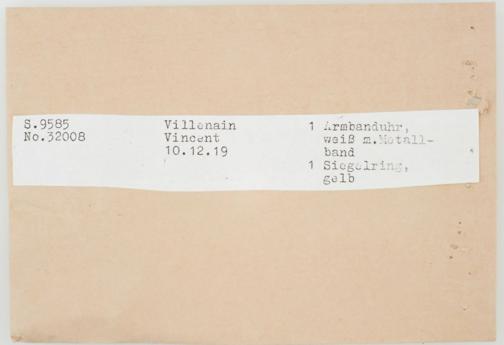 S.9585
No.32008
Villenain
Vincent
10.12.19
1 Armbanduhr,
weiß m.Metall-
band
1 Siegelring,
gelb